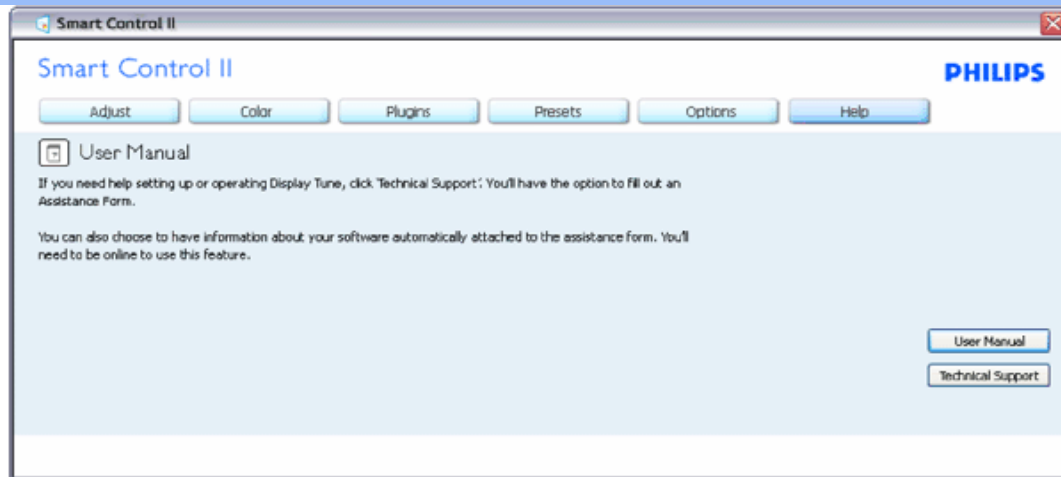 Smart Control II
Smart Control II
PHILIPS
Adjust Color Plugins Presets Options Help
User Manual
If you need help setting up or operating Display Tune, click 'Technical Support'. You'll have the option to fill out an
Assistance Form.
You can also choose to have information about your software automatically attached to the assistance form. You'll
need to be online to use this feature.
User Manual
Technical Support